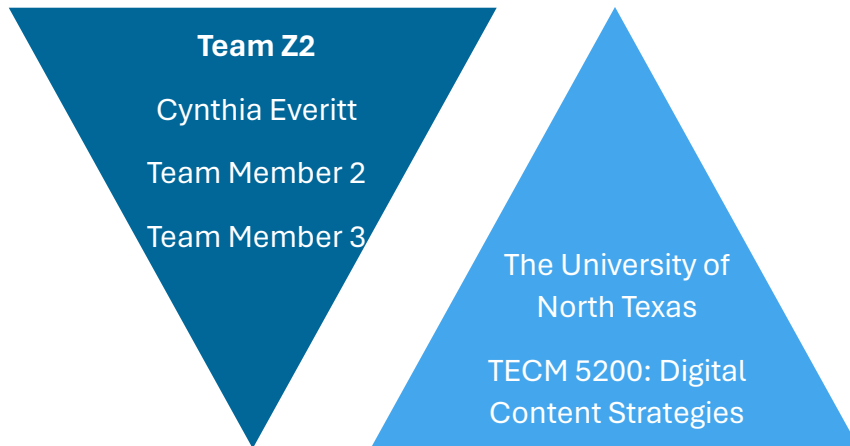 Team Z2
Cynthia Everitt
Team Member 2
Team Member 3
The University of
North Texas
TECM 5200: Digital
Content Strategies